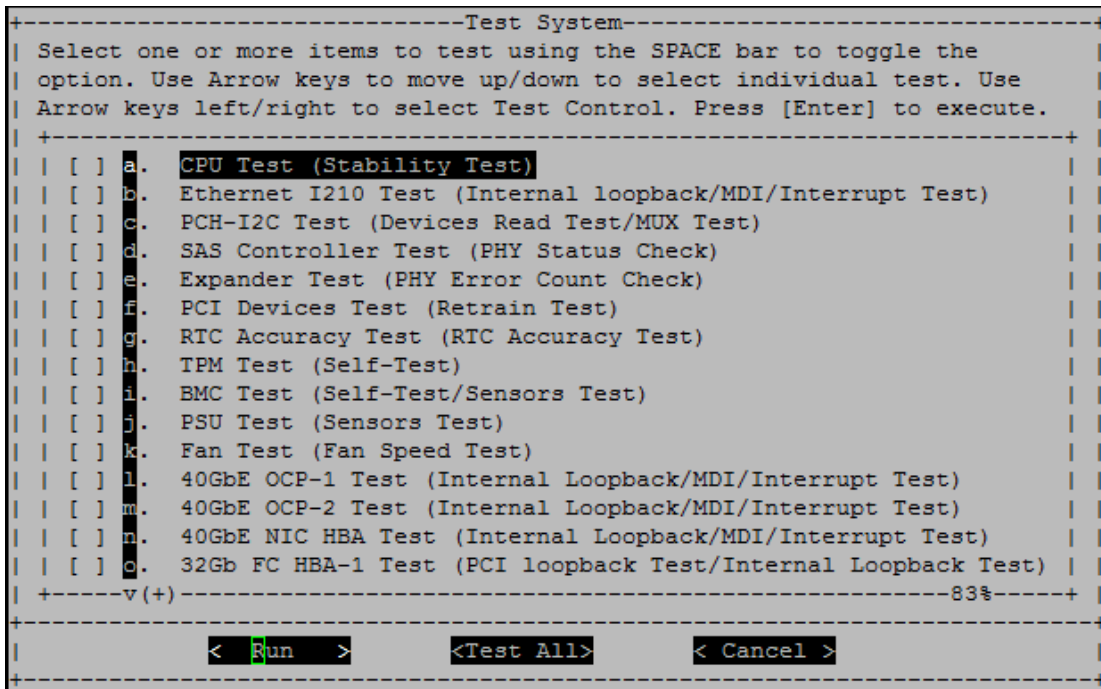 Test System
Select one or more items to test using the SPACE bar to toggle the
option. Use Arrow keys to move up/down to select individual test. Use
Arrow keys left/right to select Test Control. Press [Enter] to execute.
[ ] a. CPU Test (Stability Test)
[ ] b. Ethernet I210 Test (Internal loopback/MDI/Interrupt Test)
[ ] c. PCH-I2C Test (Devices Read Test/MUX Test)
[ ] d. SAS Controller Test (PHY Status Check)
[ ] e. Expander Test (PHY Error Count Check)
[ ] f. PCI Devices Test (Retrain Test)
[ ] g. RTC Accuracy Test (RTC Accuracy Test)
[ ] h. TPM Test (Self-Test)
[ ] i. BMC Test (Self-Test/Sensors Test)
[ ] j. PSU Test (Sensors Test)
[ ] k. Fan Test (Fan Speed Test)
[ ] l. 40GbE OCP-1 Test (Internal Loopback/MDI/Interrupt Test)
[ ] m. 40GbE OCP-2 Test (Internal Loopback/MDI/Interrupt Test)
[ ] n. 40GbE NIC HBA Test (Internal Loopback/MDI/Interrupt Test)
[ ] o. 32Gb FC HBA-1 Test (PCI loopback Test/Internal Loopback Test)
v(+) 83%
< Run > <Test All> < Cancel >